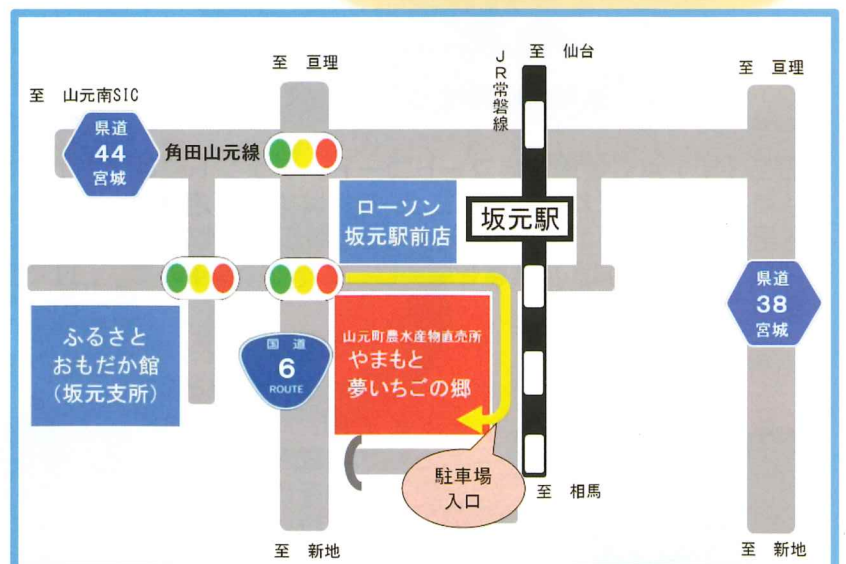 至　仙台
至　亘理
至　亘理
JR常磐線
至　山元南SIC
県道
44
宮城
角田山元線
ローソン
坂元駅前店
坂元駅
県道
38
宮城
ふるさと
おもだか館
(坂元支所)
国道
6
ROUTE
山元町農水産物直売所
やまもと
夢いちごの郷
駐車場
入口
至　相馬
至　新地
至　新地